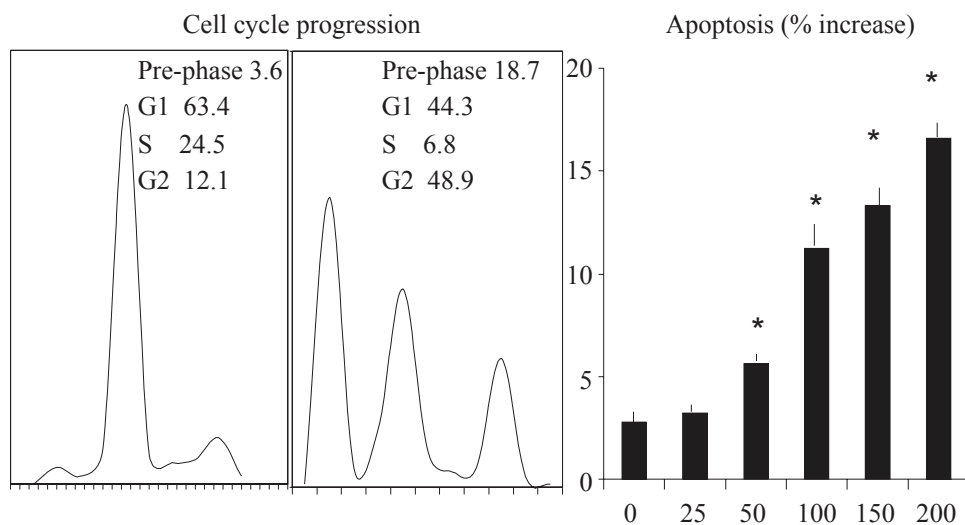 Cell cycle progression
Pre-phase 3.6
G1 63.4
S 24.5
G2 12.1
Pre-phase 18.7
G1 44.3
S 6.8
G2 48.9
Apoptosis (% increase)
20
15
10
5
0
* * * *
0 25 50 100 150 200